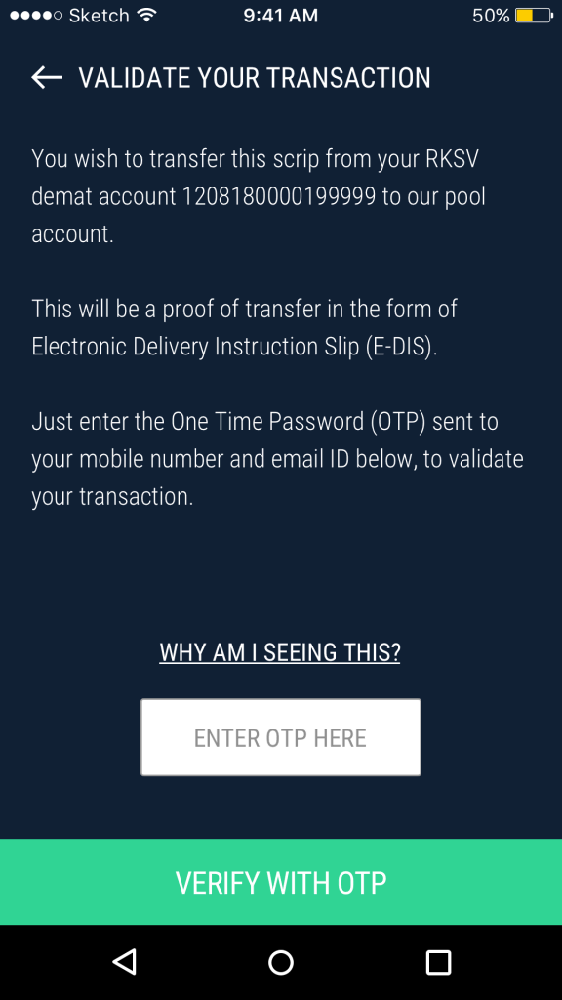 Sketch 9:41 AM 50%
VALIDATE YOUR TRANSACTION
You wish to transfer this scrip from your RKSV
demat account 1208180000199999 to our pool
account.
This will be a proof of transfer in the form of
Electronic Delivery Instruction Slip (E-DIS).
Just enter the One Time Password (OTP) sent to
your mobile number and email ID below, to validate
your transaction.
WHY AM I SEEING THIS?
ENTER OTP HERE
VERIFY WITH OTP